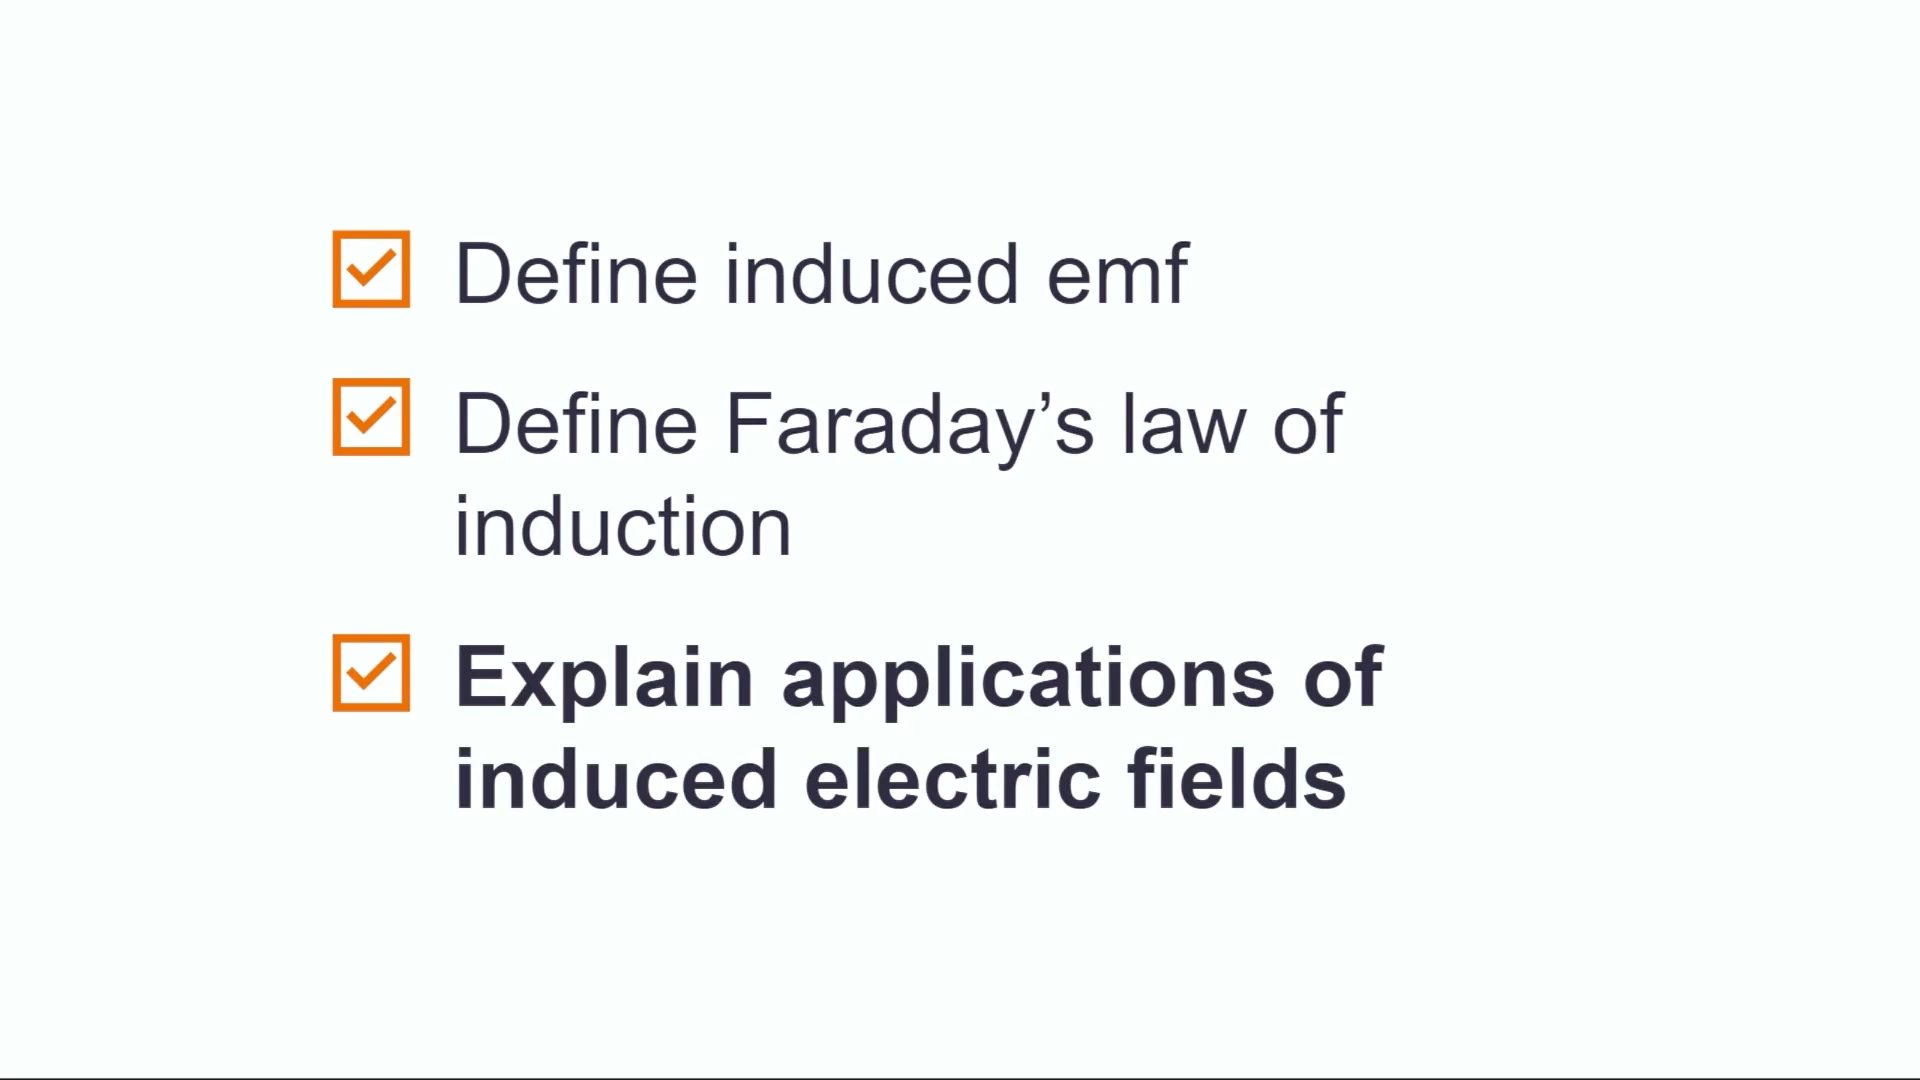 Define induced emf
Define Faraday’s law of
induction
Explain applications of
induced electric fields